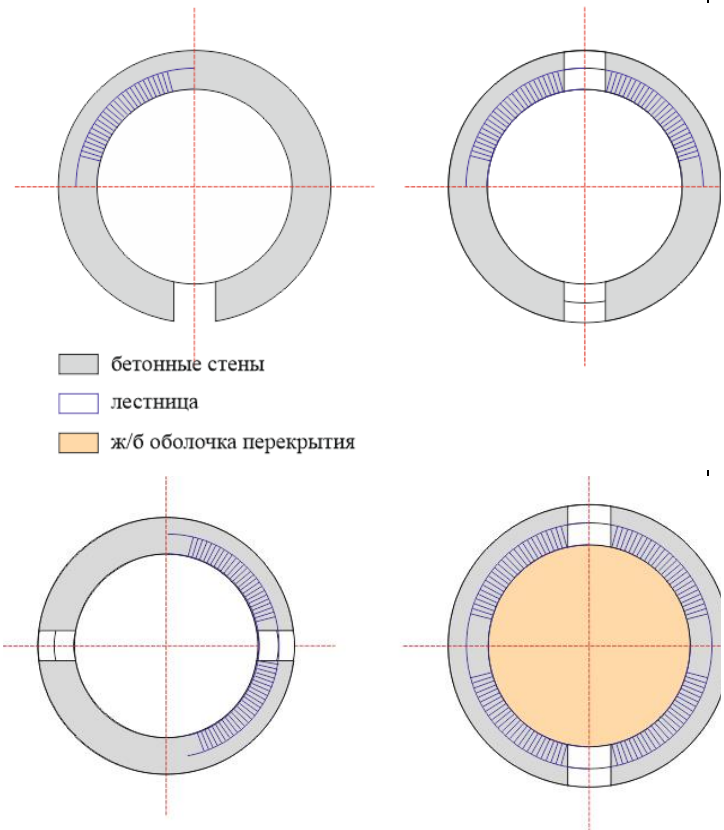 бетонные стены
лестница
ж/б оболочка перекрытия